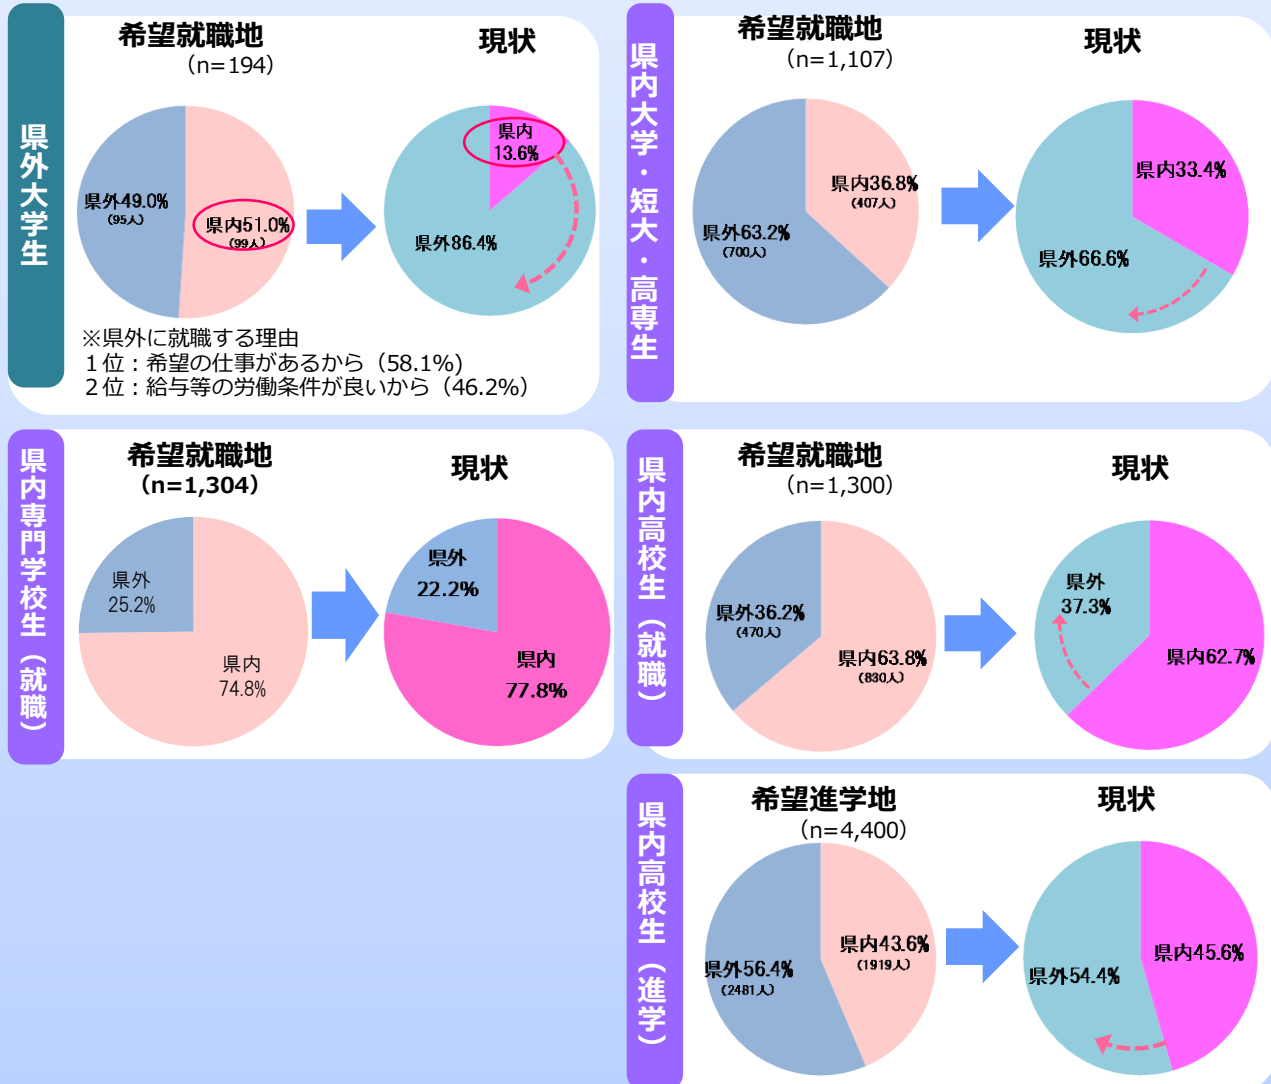 県外大学生
希望就職地
（n=194）
現状
県外49.0%
（95人）
県内51.0%
（99人）
県内
13.6%
県外86.4%
※県外に就職する理由
１位：希望の仕事があるから（58.1%)
２位：給与等の労働条件が良いから（46.2%）
県内大学・短大・高専生
希望就職地
（n=1,107）
現状
県内36.8%
（407人）
県外63.2%
（700人）
県内33.4%
県外66.6%
県内専門学校生（就職）
希望就職地
（n=1,304）
現状
県外
25.2%
県内
74.8%
県外
22.2%
県内
77.8%
県内高校生（就職）
希望就職地
（n=1,300）
現状
県外36.2%
（470人）
県内63.8%
（830人）
県外
37.3%
県内62.7%
県内高校生（進学）
希望進学地
（n=4,400）
現状
県内43.6%
（1919人）
県外56.4%
（2481人）
県内45.6%
県外54.4%